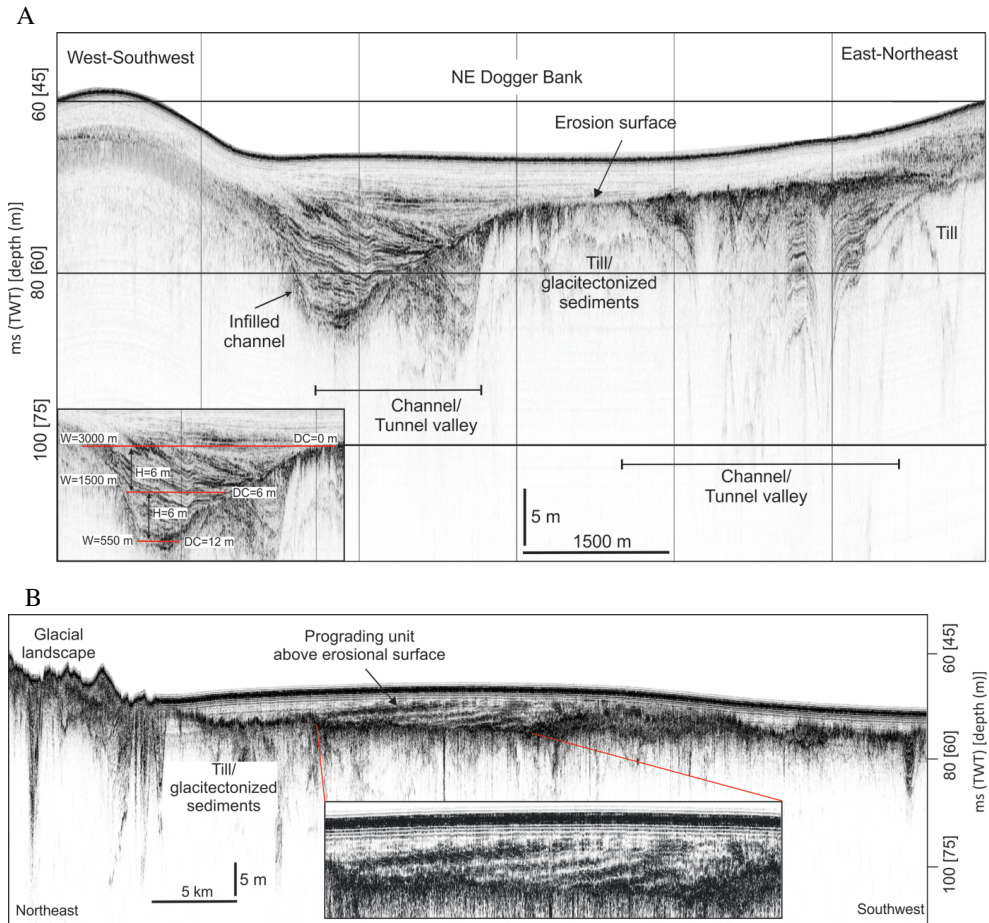 A
West-Southwest
East-Northeast
NE Dogger Bank
60 [45]
Erosion surface
Till
Till/
glacitectonized
sediments
80 [60]
ms (TWT) [depth (m)]
Infilled
channel
Channel/
Tunnel valley
100 [75]
W=3000 m
DC=0 m
H=6 m
W=1500 m
DC=6 m
H=6 m
W=550 m
DC=12 m
Channel/
Tunnel valley
5 m
1500 m
B
Glacial
landscape
Prograding unit
above erosional surface
60 [45]
80 [60]
ms (TWT) [depth (m)]
Till/
glacitectonized
sediments
100 [75]
5 m
5 km
Northeast
Southwest